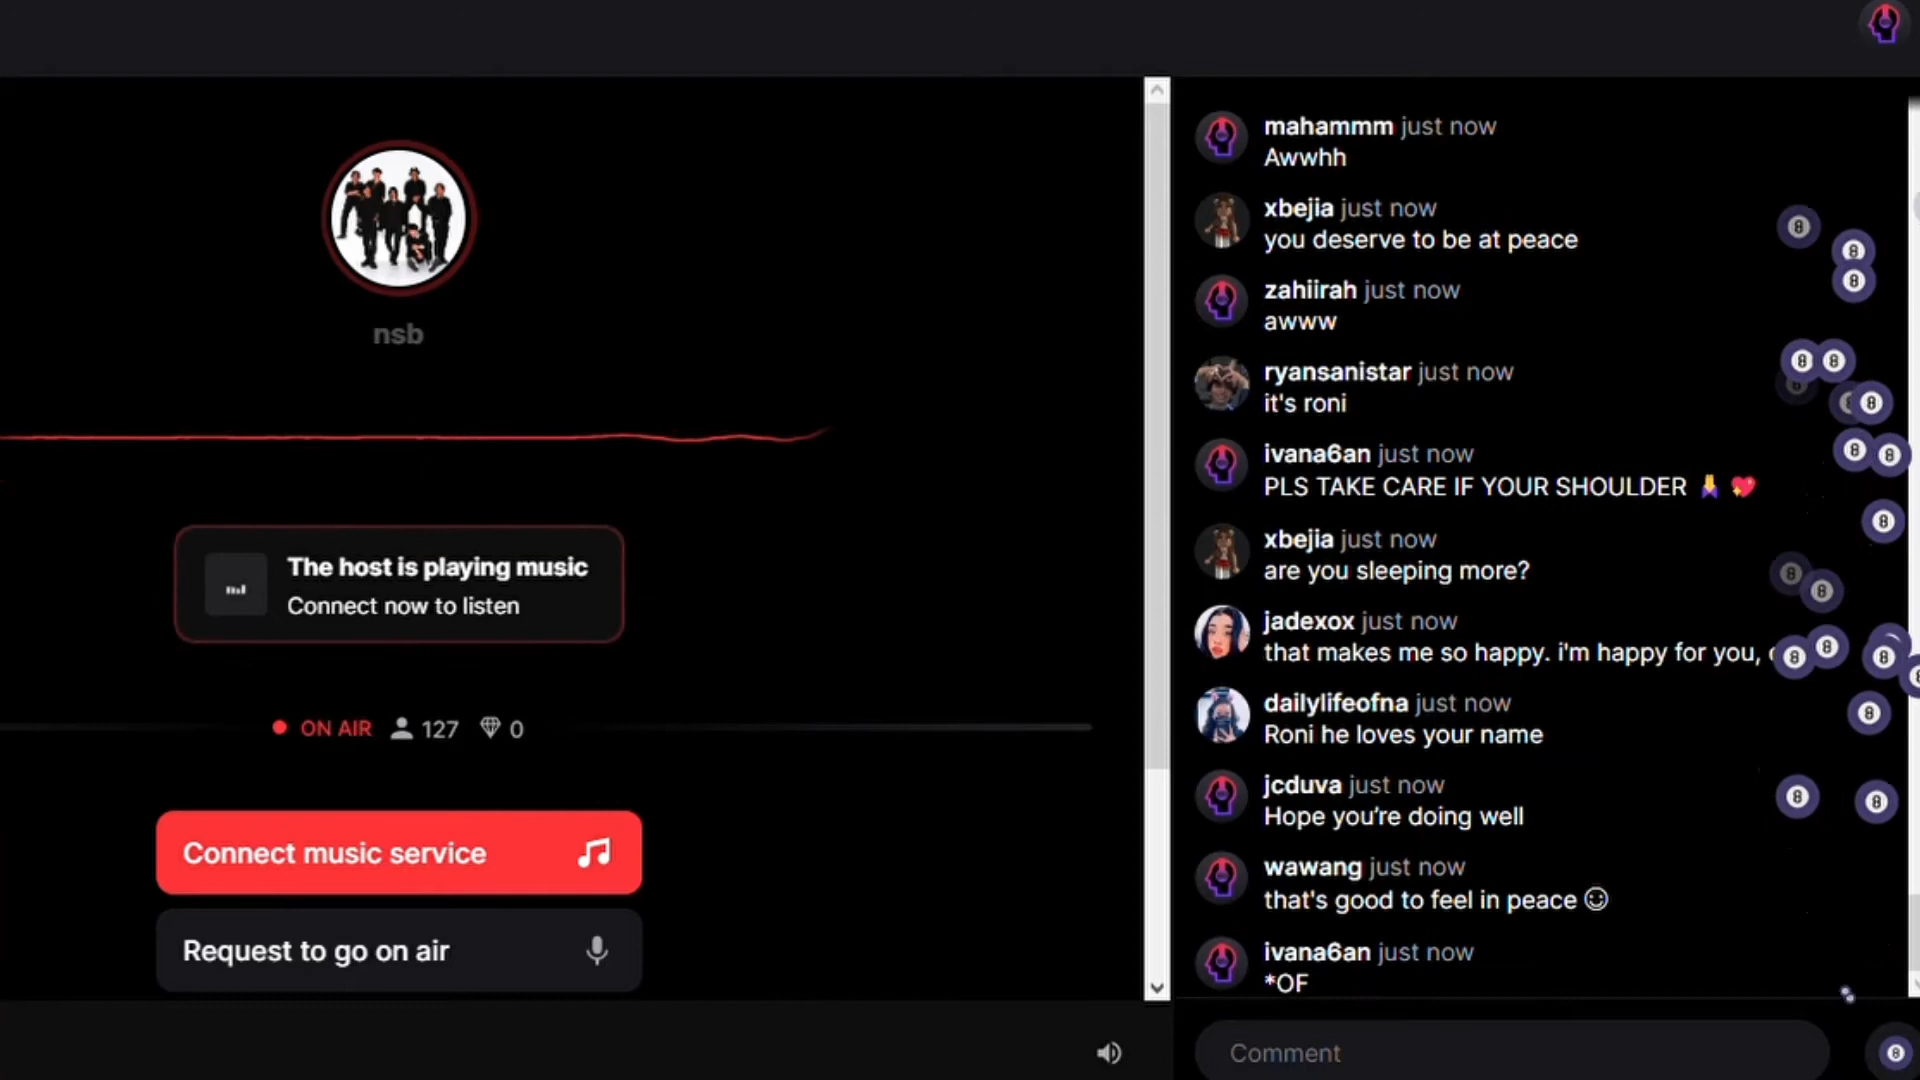 nsb
The host is playing music
Connect now to listen
ON AIR 127 0
Connect music service
Request to go on air
mahammm just now
Awwhh
xbejia just now
you deserve to be at peace
zahiirah just now
awww
ryansanistar just now
it's roni
ivana6an just now
PLS TAKE CARE IF YOUR SHOULDER 🙏 💖
xbejia just now
are you sleeping more?
jadexox just now
that makes me so happy. i'm happy for you,
dailylifeofna just now
Roni he loves your name
jcduva just now
Hope you’re doing well
wawang just now
that's good to feel in peace ☺
ivana6an just now
*OF
Comment